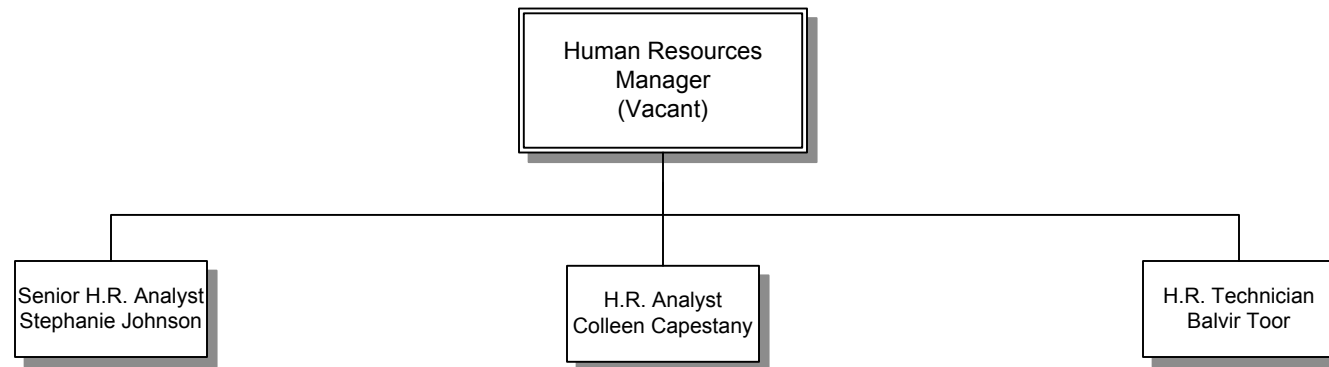 Human Resources
Manager
(Vacant)
Senior H.R. Analyst
Stephanie Johnson
H.R. Analyst
Colleen Capestany
H.R. Technician
Balvir Toor